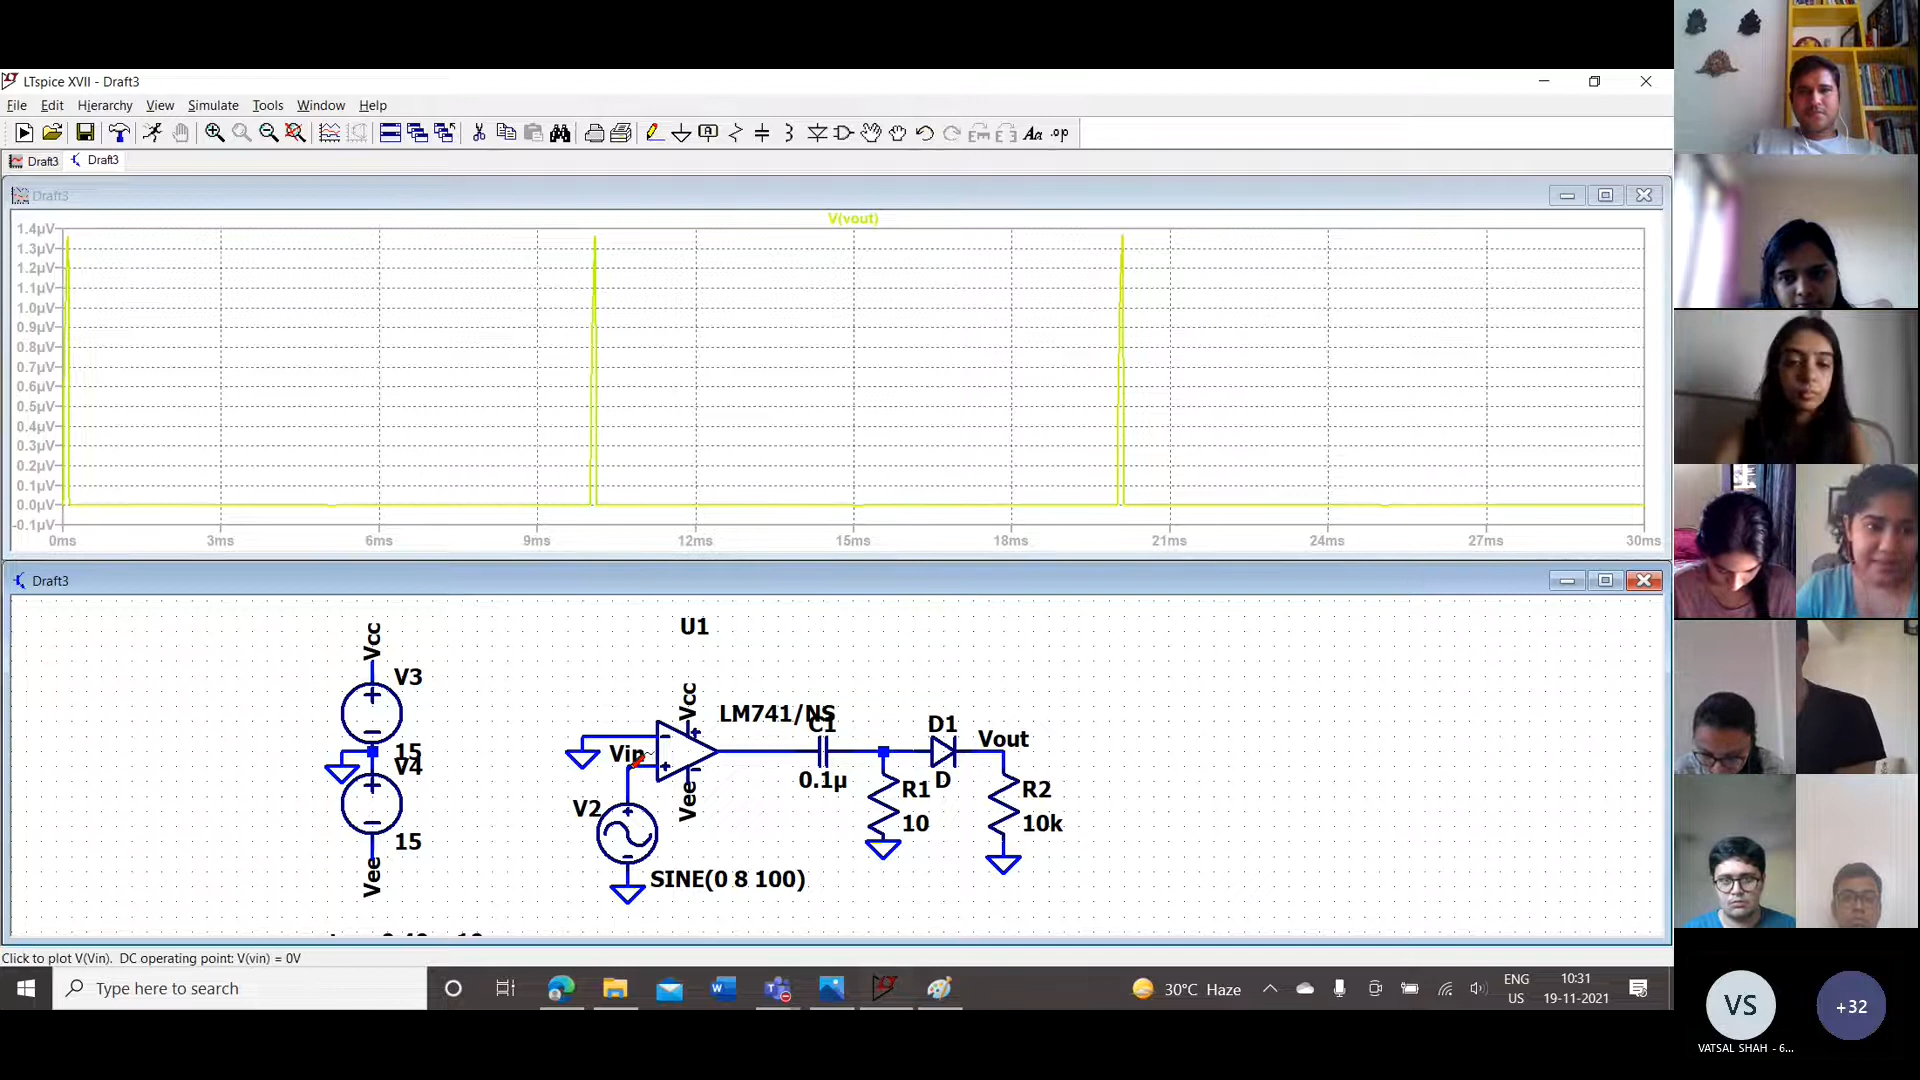 LTspice XVII - Draft3
File Edit Hierarchy View Simulate Tools Window Help
Draft3 Draft3
Draft3
V(vout)
1.4µV
1.3µV
1.2µV
1.1µV
1.0µV
0.9µV
0.8µV
0.7µV
0.6µV
0.5µV
0.4µV
0.3µV
0.2µV
0.1µV
0.0µV
-0.1µV
0ms 3ms 6ms 9ms 12ms 15ms 18ms 21ms 24ms 27ms 30ms
Draft3
Vcc
V3
15
V4
15
Vee
U1
Vcc
LM741/NS
Vin
Vee
V2
SINE(0 8 100)
C1
0.1µ
R1
10
D1
D
Vout
R2
10k
Click to plot V(Vin). DC operating point: V(vin) = 0V
Type here to search
30°C Haze
ENG
US
10:31
19-11-2021
VS
VATSAL SHAH - 6...
+32